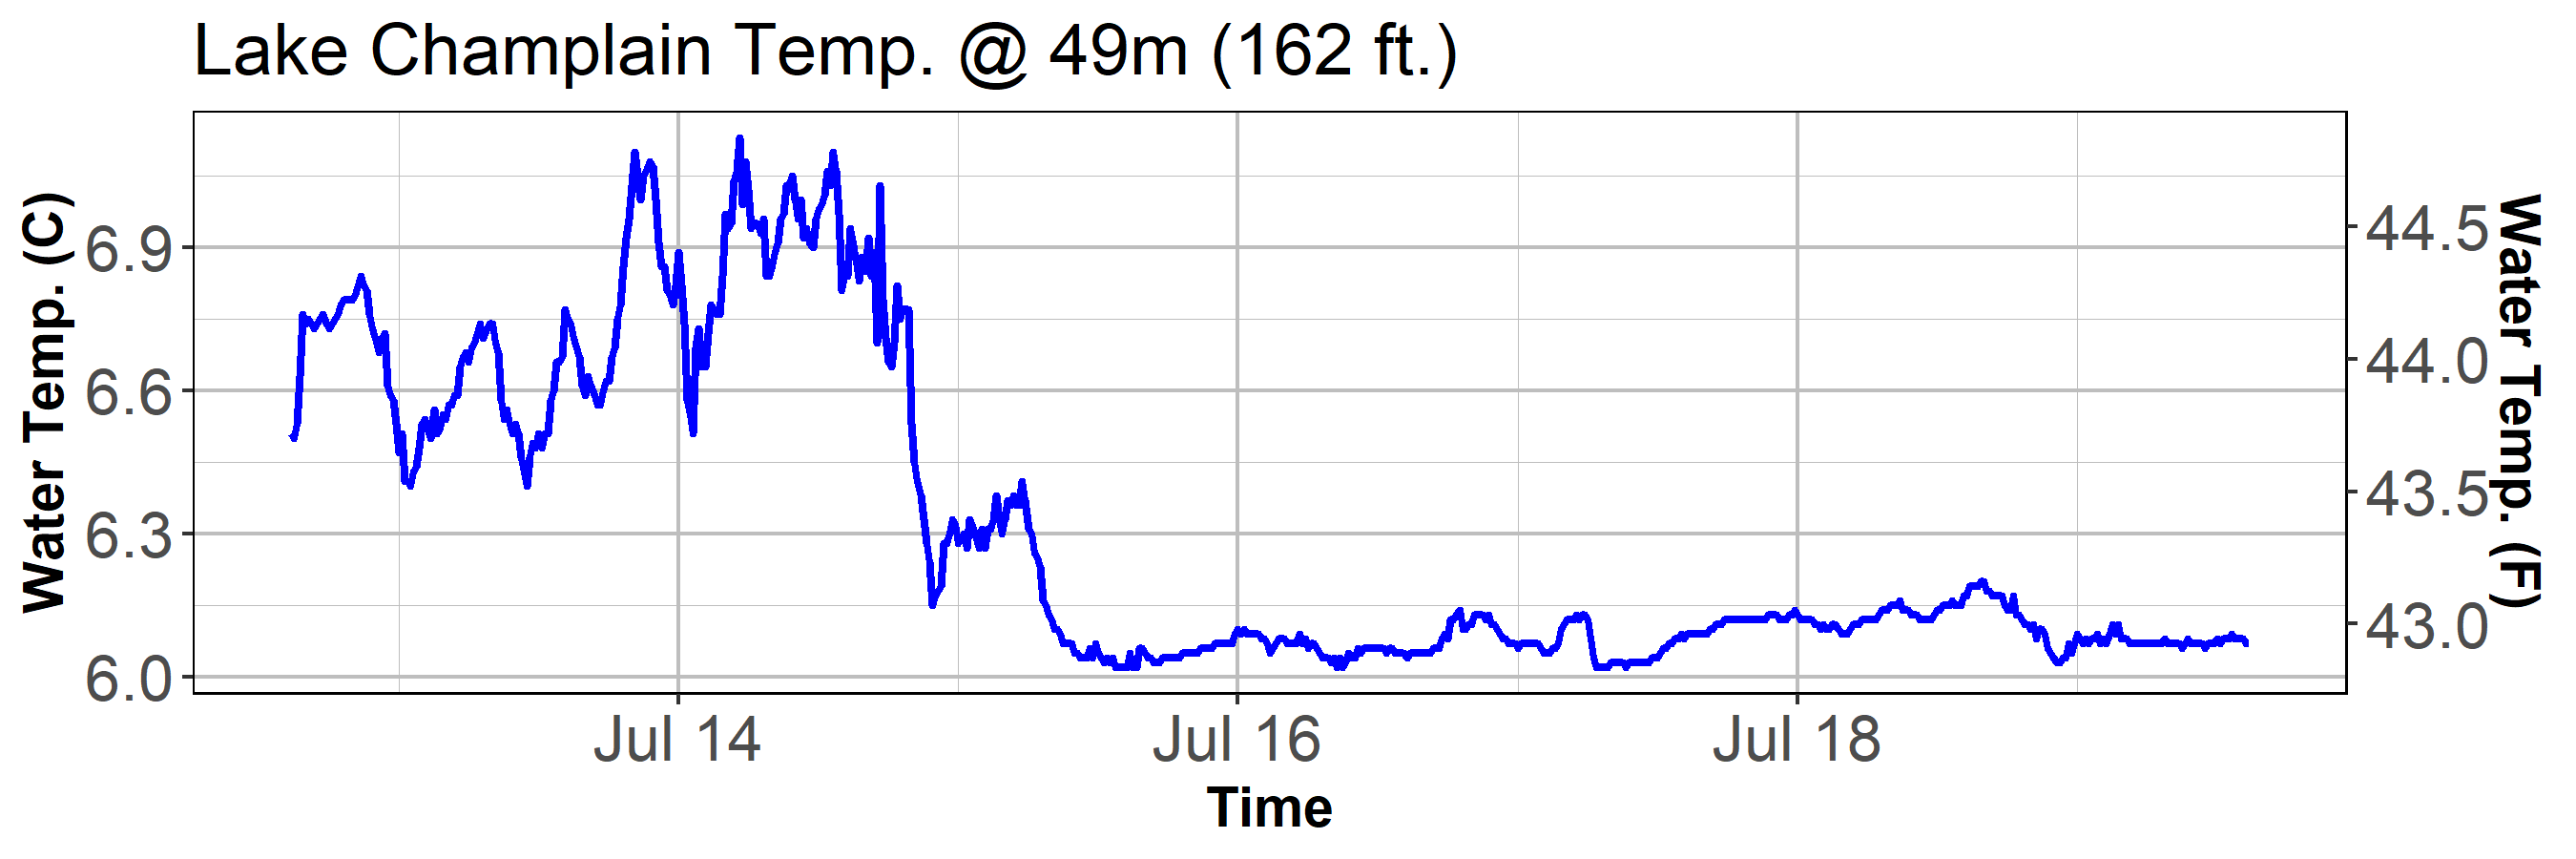 Lake Champlain Temp. @ 49m (162 ft.)
Water Temp. (C)
6.9
6.6
6.3
6.0
44.5
44.0
43.5
43.0
Water Temp. (F)
Jul 14
Jul 16
Jul 18
Time